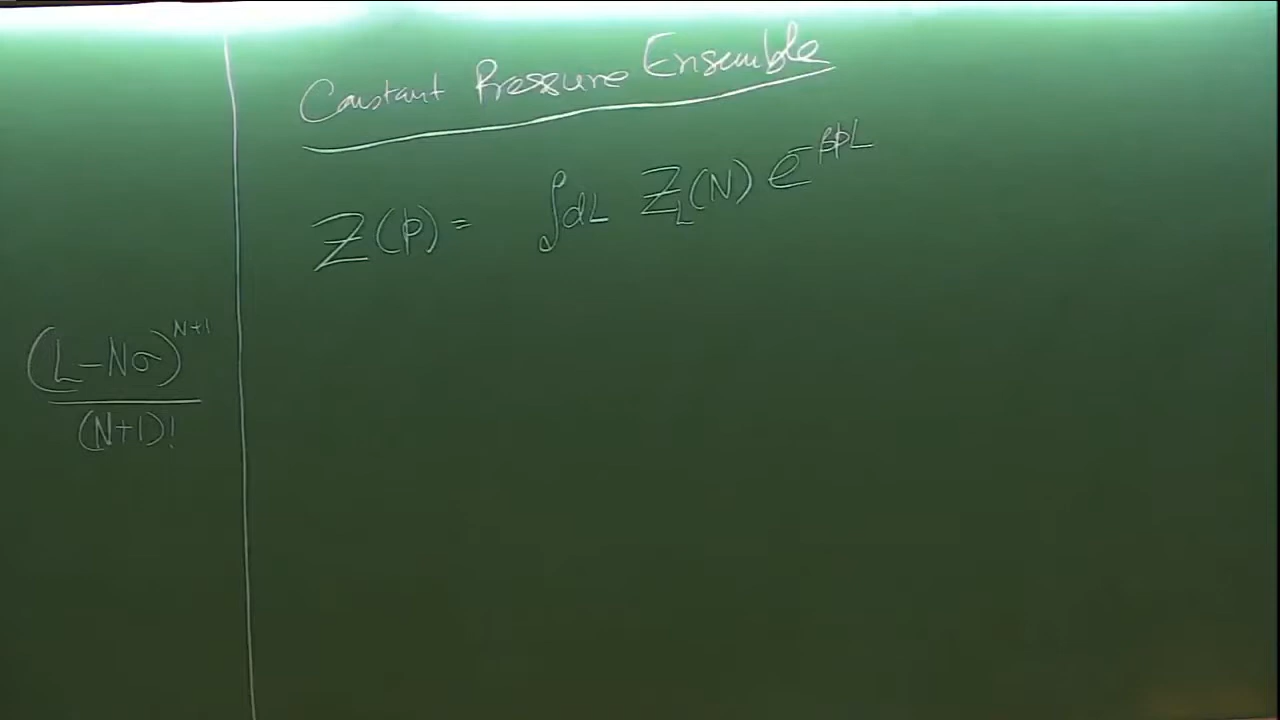 Constant Pressure Ensemble
Z(p) = ∫dL Z_L(N) e^{-βpL}
(L-Nσ)^{N+1}
(N+1)!